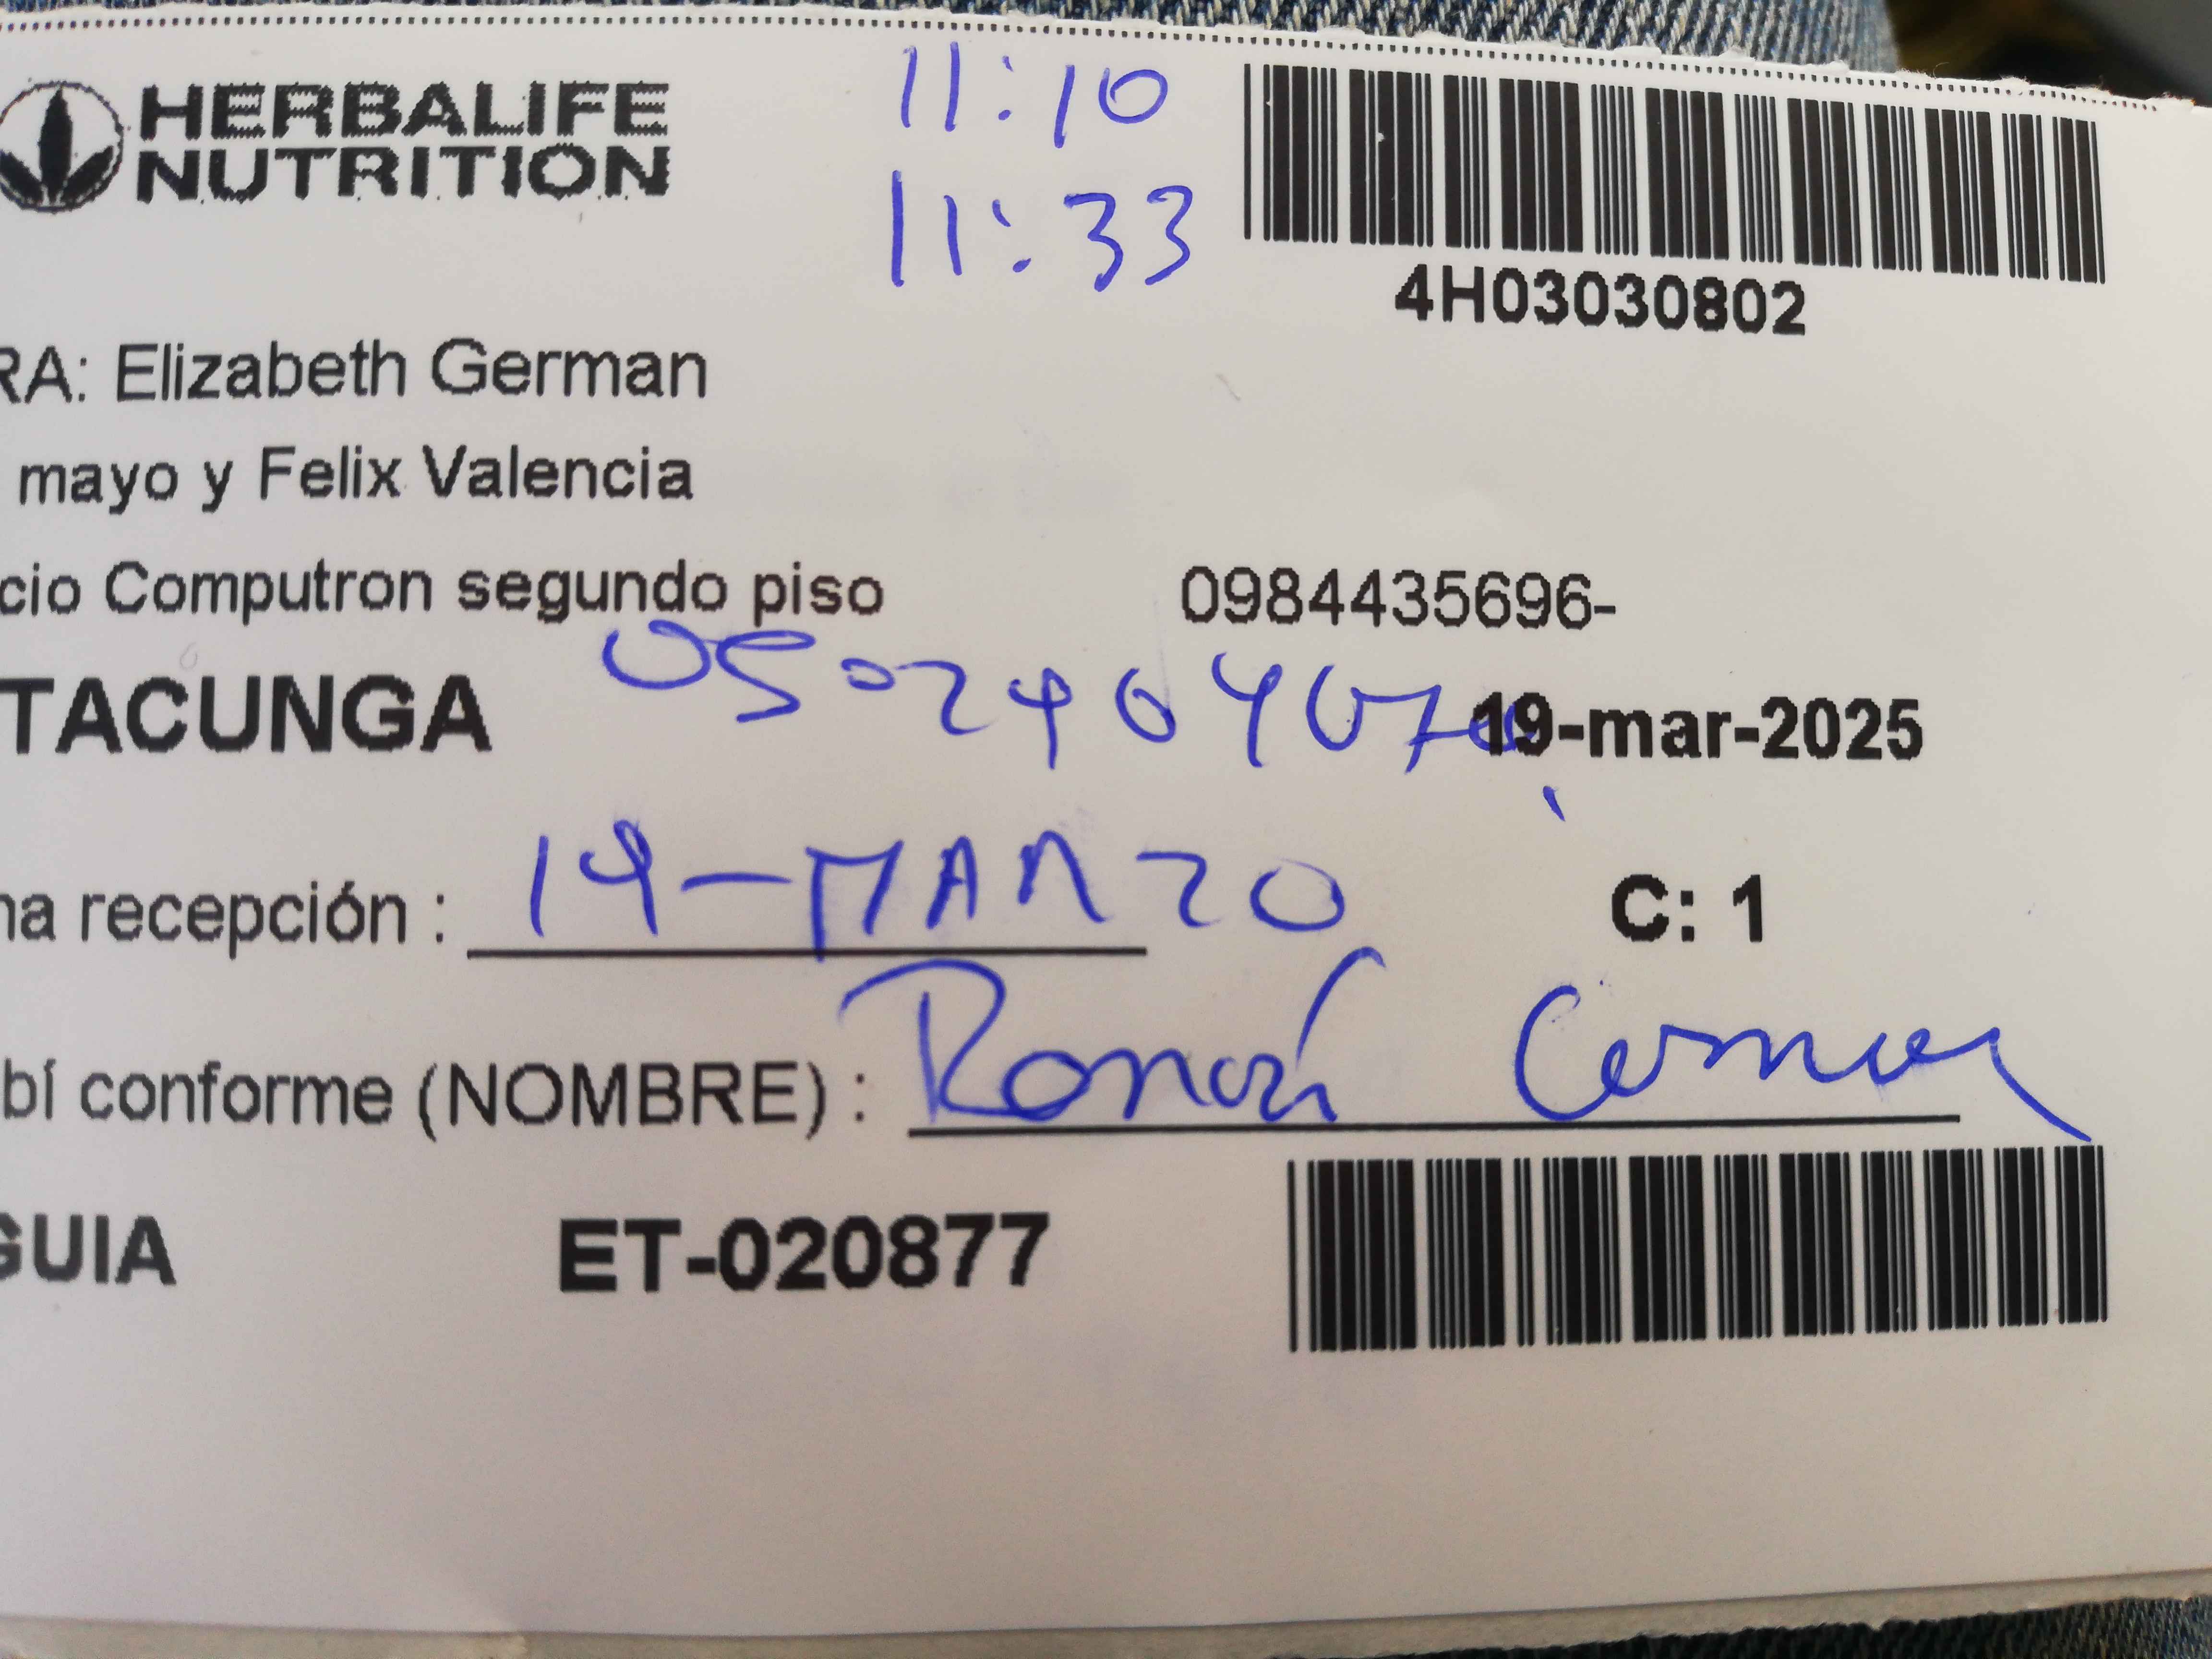 HERBALIFE
NUTRITION
11:10
11:33
4H03030802
RA: Elizabeth German
mayo y Felix Valencia
cio Computron segundo piso
0984435696-
TACUNGA
19-mar-2025
19-MARZO
C: 1
na recepción :
bí conforme (NOMBRE) :
GUIA
ET-020877